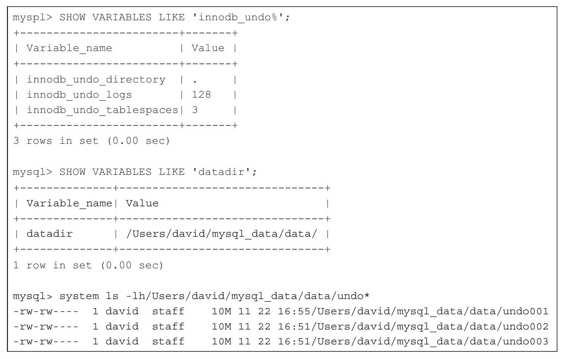 myspl> SHOW VARIABLES LIKE 'innodb_undo%';
+------------------------+-------+
| Variable_name | Value |
+------------------------+-------+
| innodb_undo_directory | . |
| innodb_undo_logs | 128 |
| innodb_undo_tablespaces| 3 |
+------------------------+-------+
3 rows in set (0.00 sec)
mysql> SHOW VARIABLES LIKE 'datadir';
+-------------+------------------------------+
| Variable_name| Value |
+-------------+------------------------------+
| datadir | /Users/david/mysql_data/data/ |
+-------------+------------------------------+
1 row in set (0.00 sec)
mysql> system ls -lh/Users/david/mysql_data/data/undo*
-rw-rw---- 1 david staff 10M 11 22 16:55/Users/david/mysql_data/data/undo001
-rw-rw---- 1 david staff 10M 11 22 16:51/Users/david/mysql_data/data/undo002
-rw-rw---- 1 david staff 10M 11 22 16:51/Users/david/mysql_data/data/undo003